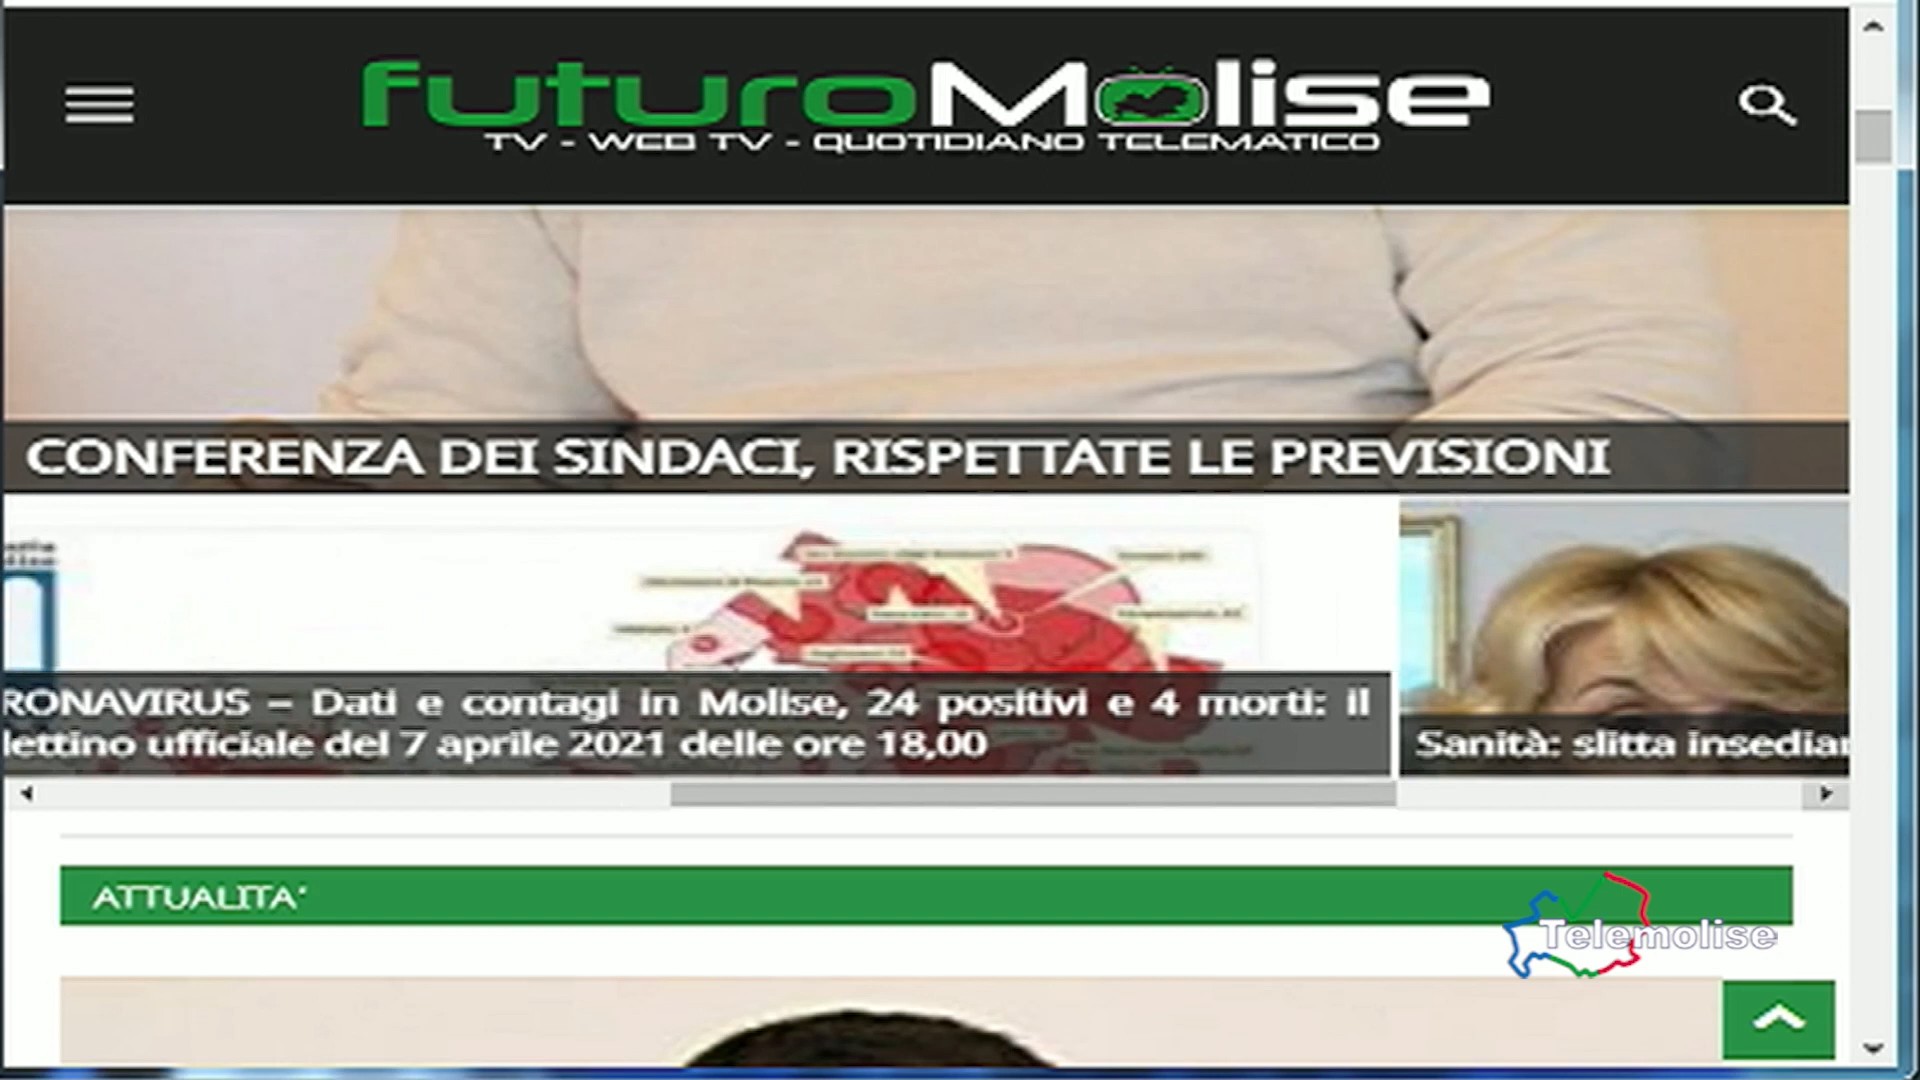 futuroMolise
TV - WEB TV - QUOTIDIANO TELEMATICO
CONFERENZA DEI SINDACI, RISPETTATE LE PREVISIONI
RONAVIRUS – Dati e contagi in Molise, 24 positivi e 4 morti: il
lettino ufficiale del 7 aprile 2021 delle ore 18,00
Sanità: slitta insediar
ATTUALITA'
Telemolise